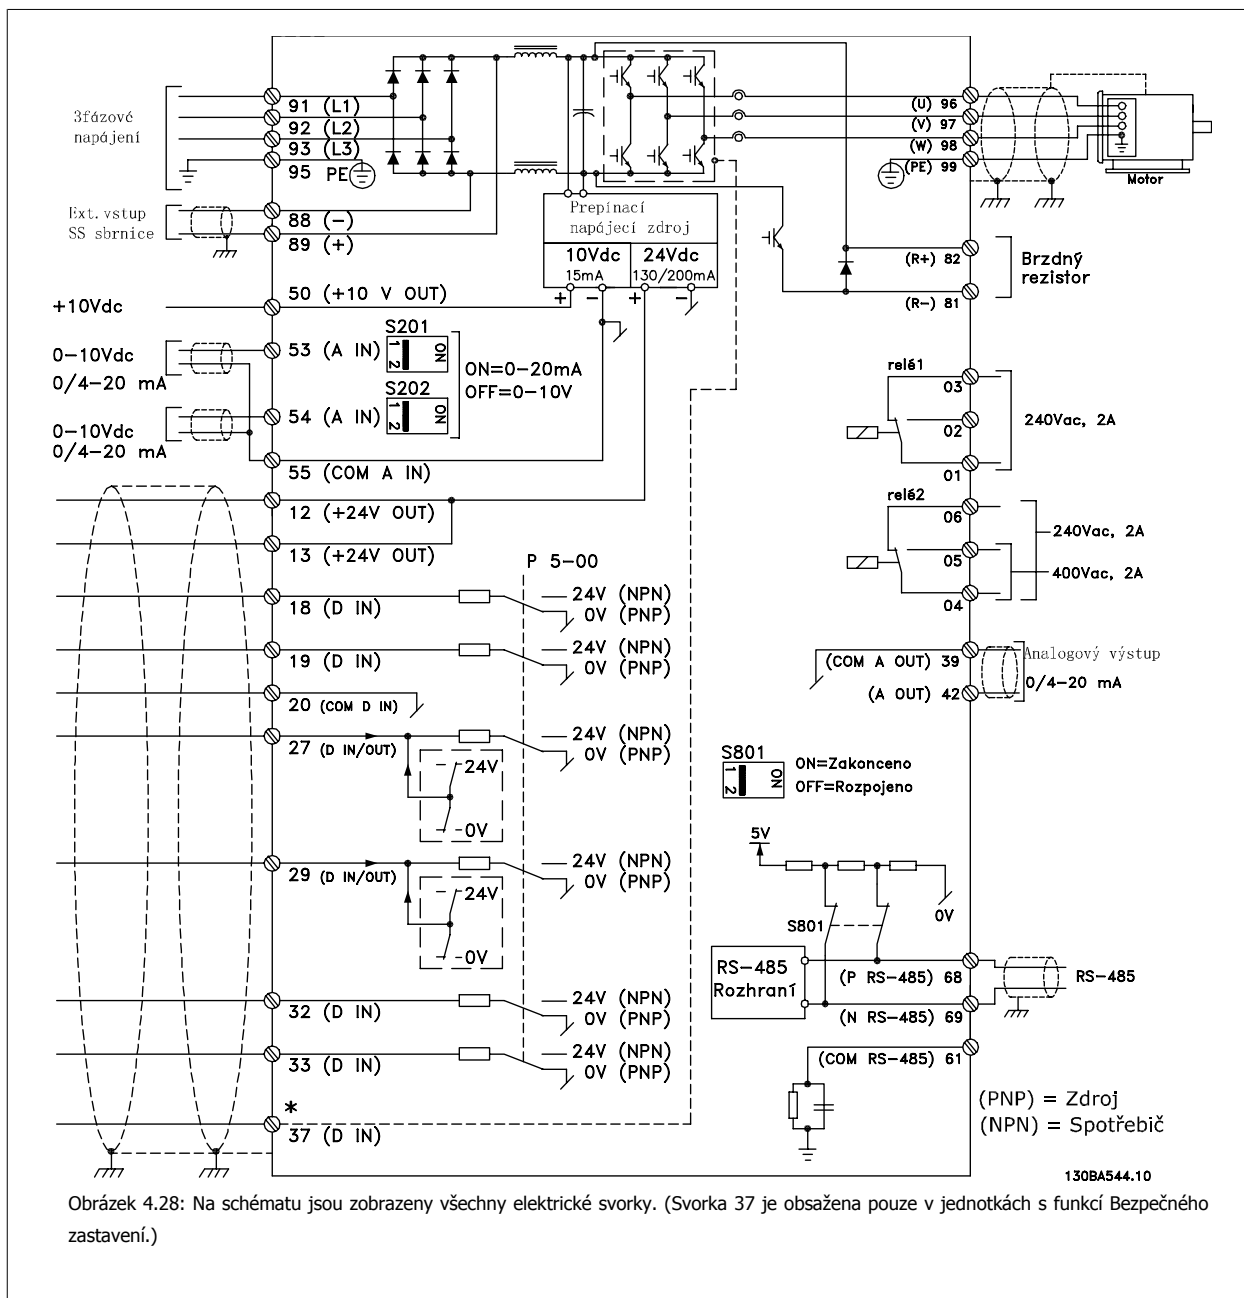 3fázové
napájení
91 (L1)
92 (L2)
93 (L3)
95 PE
Ext.vstup
SS sbrnice
88 (−)
89 (+)
Prepínací
napájecí zdroj
10Vdc
15mA
24Vdc
130/200mA
+ − + −
(U) 96
(V) 97
(W) 98
(PE) 99
Motor
(R+) 82
(R−) 81
Brzdný
rezistor
+10Vdc
50 (+10 V OUT)
0−10Vdc
0/4−20 mA
53 (A IN)
S201
1 2 ON
ON=0−20mA
OFF=0−10V
S202
1 2 ON
0−10Vdc
0/4−20 mA
54 (A IN)
55 (COM A IN)
12 (+24V OUT)
13 (+24V OUT)
relé1
03
02
01
240Vac, 2A
relé2
06
05
04
240Vac, 2A
400Vac, 2A
P 5-00
18 (D IN)
24V (NPN)
0V (PNP)
19 (D IN)
24V (NPN)
0V (PNP)
20 (COM D IN)
27 (D IN/OUT)
24V (NPN)
0V (PNP)
24V
0V
29 (D IN/OUT)
24V (NPN)
0V (PNP)
24V
0V
32 (D IN)
24V (NPN)
0V (PNP)
33 (D IN)
24V (NPN)
0V (PNP)
*
37 (D IN)
(COM A OUT) 39
(A OUT) 42
Analogový výstup
0/4−20 mA
S801
1 2 ON
ON=Zakonceno
OFF=Rozpojeno
5V
0V
S801
RS−485
Rozhraní
(P RS−485) 68
(N RS−485) 69
RS−485
(COM RS−485) 61
(PNP) = Zdroj
(NPN) = Spotřebič
130BA544.10
Obrázek 4.28: Na schématu jsou zobrazeny všechny elektrické svorky. (Svorka 37 je obsažena pouze v jednotkách s funkcí Bezpečného
zastavení.)